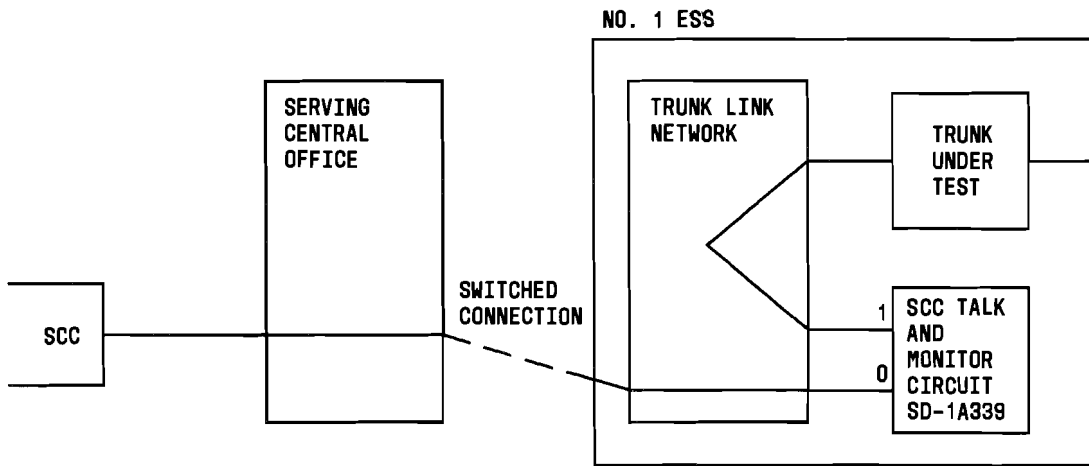 NO. 1 ESS
SERVING
CENTRAL
OFFICE
TRUNK LINK
NETWORK
TRUNK
UNDER
TEST
SCC
SWITCHED
CONNECTION
1
0
SCC TALK
AND
MONITOR
CIRCUIT
SD-1A339